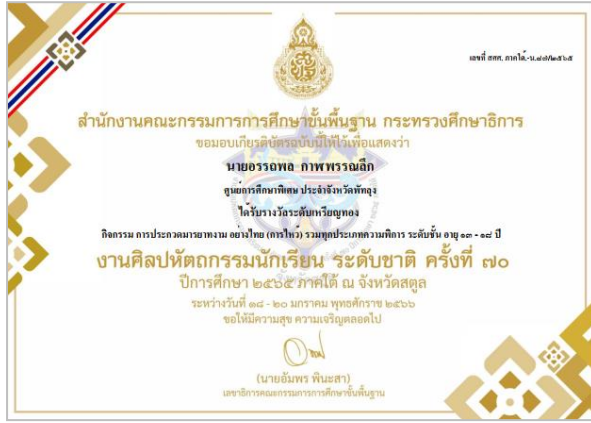 เลขที่ สศศ. ภาคใต้-น.๘๗/๒๕๖๕
สำนักงานคณะกรรมการการศึกษาขั้นพื้นฐาน กระทรวงศึกษาธิการ
ขอมอบเกียรติบัตรฉบับนี้ให้ไว้เพื่อแสดงว่า
นายอรรถพล ภาพพรรณลึก
ศูนย์การศึกษาพิเศษ ประจำจังหวัดพัทลุง
ได้รับรางวัลระดับเหรียญทอง
กิจกรรม การประกวดมารยาทงาม อย่างไทย (การไหว้) รวมทุกประเภทความพิการ ระดับชั้น อายุ ๑๓ - ๑๘ ปี
งานศิลปหัตถกรรมนักเรียน ระดับชาติ ครั้งที่ ๗๐
ปีการศึกษา ๒๕๖๕ ภาคใต้ ณ จังหวัดสตูล
ระหว่างวันที่ ๑๘ - ๒๐ มกราคม พุทธศักราช ๒๕๖๖
ขอให้มีความสุข ความเจริญตลอดไป
(นายอัมพร พินะสา)
เลขาธิการคณะกรรมการการศึกษาขั้นพื้นฐาน